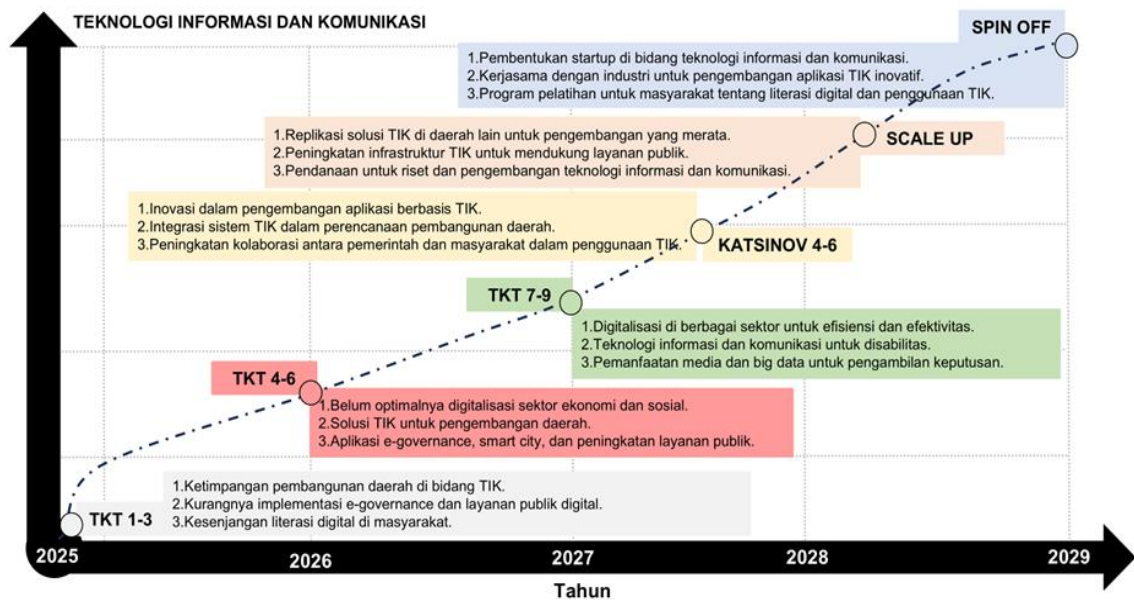 TEKNOLOGI INFORMASI DAN KOMUNIKASI
SPIN OFF
1.Pembentukan startup di bidang teknologi informasi dan komunikasi.
2.Kerjasama dengan industri untuk pengembangan aplikasi TIK inovatif.
3.Program pelatihan untuk masyarakat tentang literasi digital dan penggunaan TIK.
1.Replikasi solusi TIK di daerah lain untuk pengembangan yang merata.
2.Peningkatan infrastruktur TIK untuk mendukung layanan publik.
3.Pendanaan untuk riset dan pengembangan teknologi informasi dan komunikasi.
SCALE UP
1.Inovasi dalam pengembangan aplikasi berbasis TIK.
2.Integrasi sistem TIK dalam perencanaan pembangunan daerah.
3.Peningkatan kolaborasi antara pemerintah dan masyarakat dalam penggunaan TIK.
KATSINOV 4-6
TKT 7-9
1.Digitalisasi di berbagai sektor untuk efisiensi dan efektivitas.
2.Teknologi informasi dan komunikasi untuk disabilitas.
3.Pemanfaatan media dan big data untuk pengambilan keputusan.
TKT 4-6
1.Belum optimalnya digitalisasi sektor ekonomi dan sosial.
2.Solusi TIK untuk pengembangan daerah.
3.Aplikasi e-governance, smart city, dan peningkatan layanan publik.
TKT 1-3
1.Ketimpangan pembangunan daerah di bidang TIK.
2.Kurangnya implementasi e-governance dan layanan publik digital.
3.Kesenjangan literasi digital di masyarakat.
2025 2026 2027 2028 2029
Tahun